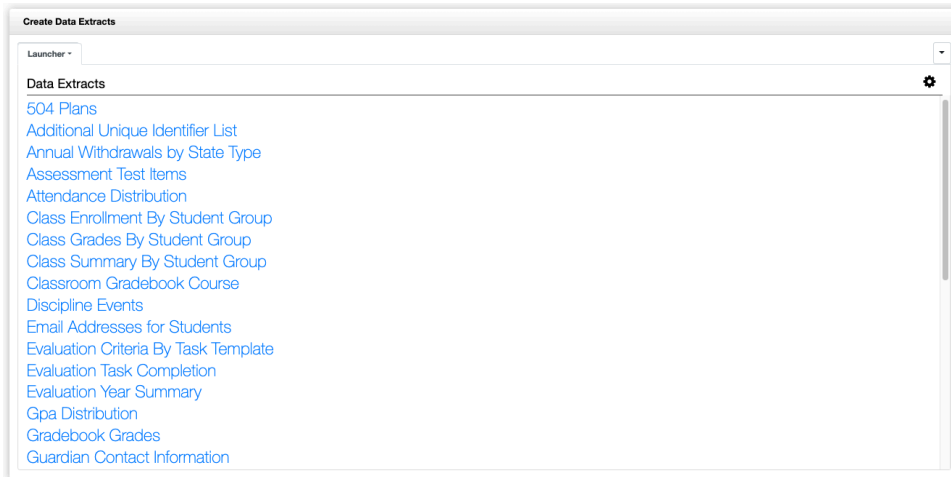 Create Data Extracts
Launcher
Data Extracts
504 Plans
Additional Unique Identifier List
Annual Withdrawals by State Type
Assessment Test Items
Attendance Distribution
Class Enrollment By Student Group
Class Grades By Student Group
Class Summary By Student Group
Classroom Gradebook Course
Discipline Events
Email Addresses for Students
Evaluation Criteria By Task Template
Evaluation Task Completion
Evaluation Year Summary
Gpa Distribution
Gradebook Grades
Guardian Contact Information